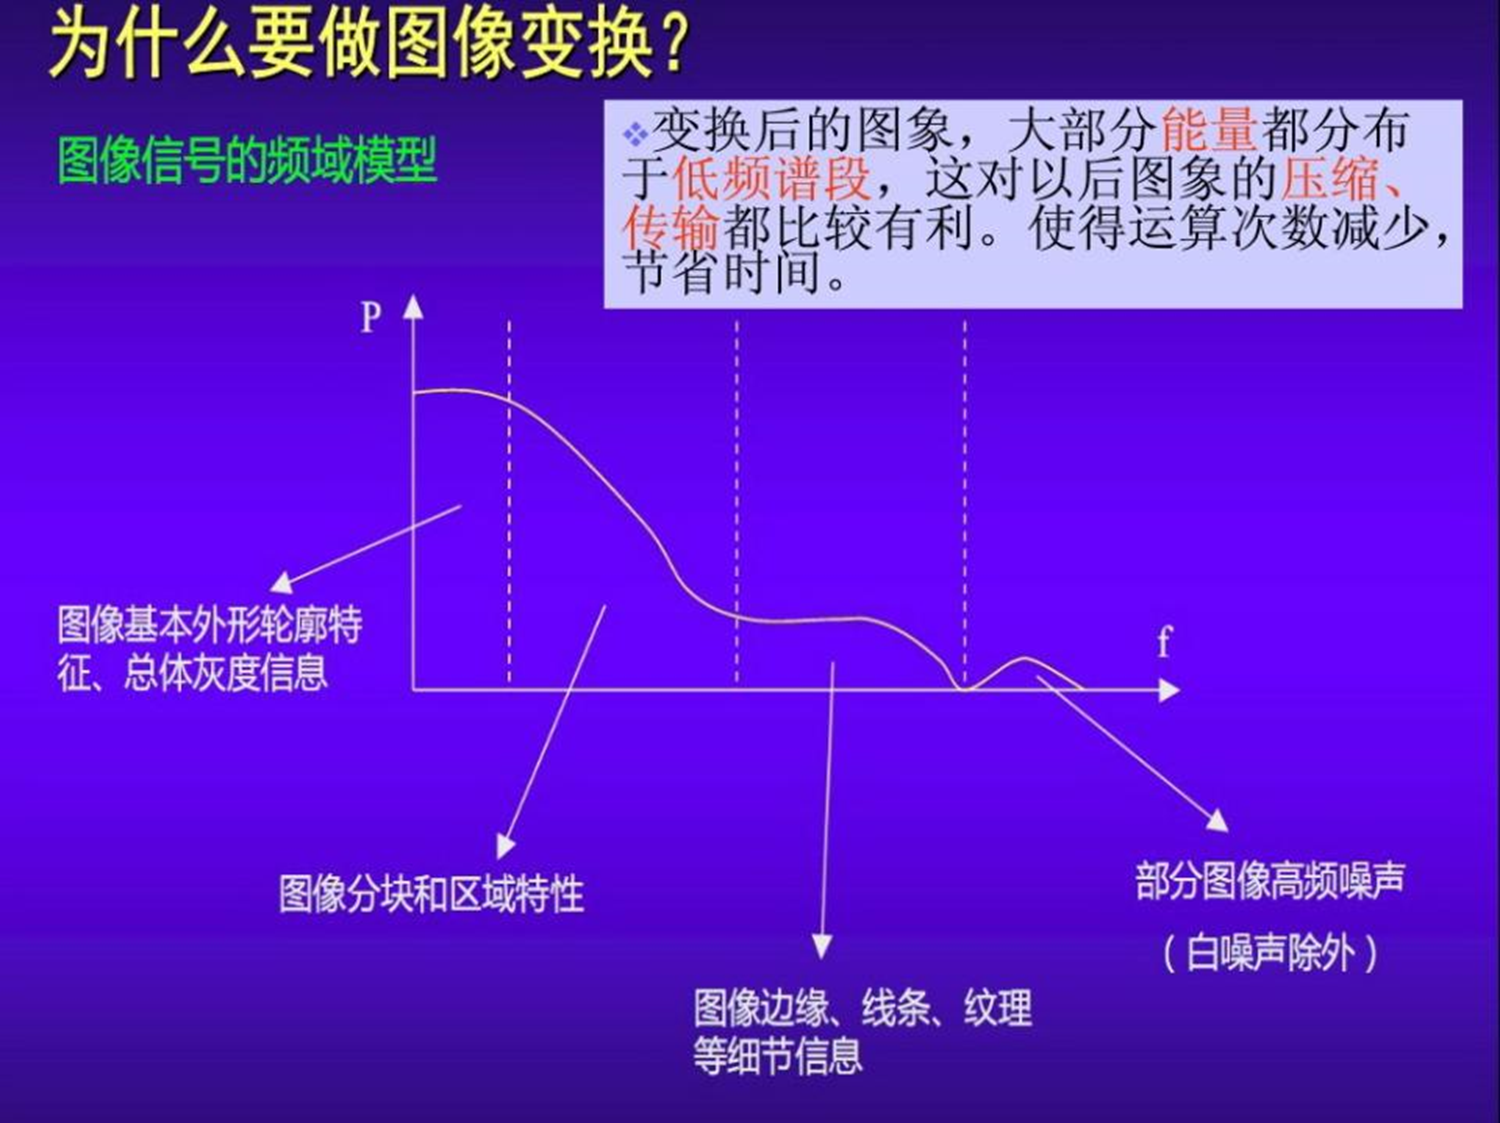 为什么要做图像变换?
图像信号的频域模型
变换后的图象，大部分能量都分布
于低频谱段，这对以后图象的压缩、
传输都比较有利。使得运算次数减少，
节省时间。
P
f
图像基本外形轮廓特
征、总体灰度信息
图像分块和区域特性
图像边缘、线条、纹理
等细节信息
部分图像高频噪声
（白噪声除外）